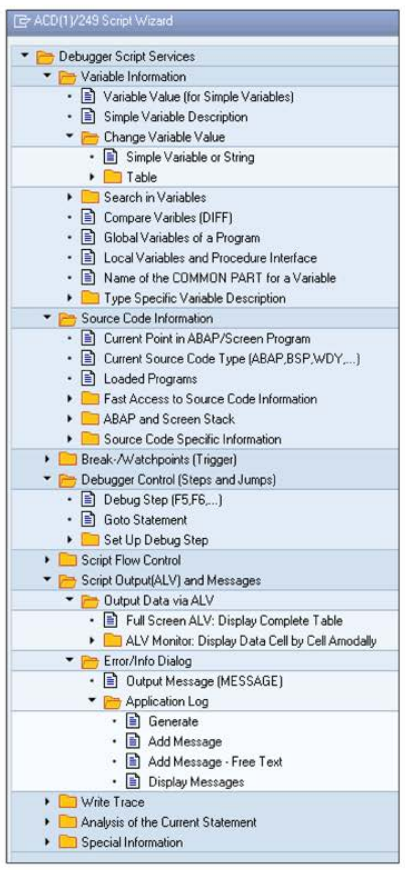 ACD(1)/249 Script Wizard
Debugger Script Services
Variable Information
Variable Value (for Simple Variables)
Simple Variable Description
Change Variable Value
Simple Variable or String
Table
Search in Variables
Compare Varibles (DIFF)
Global Variables of a Program
Local Variables and Procedure Interface
Name of the COMMON PART for a Variable
Type Specific Variable Description
Source Code Information
Current Point in ABAP/Screen Program
Current Source Code Type (ABAP,BSP,WDY,...)
Loaded Programs
Fast Access to Source Code Information
ABAP and Screen Stack
Source Code Specific Information
Break-/Watchpoints (Trigger)
Debugger Control (Steps and Jumps)
Debug Step (F5,F6,...)
Goto Statement
Set Up Debug Step
Script Flow Control
Script Output(ALV) and Messages
Output Data via ALV
Full Screen ALV: Display Complete Table
ALV Monitor: Display Data Cell by Cell Amodally
Error/Info Dialog
Output Message (MESSAGE)
Application Log
Generate
Add Message
Add Message - Free Text
Display Messages
Write Trace
Analysis of the Current Statement
Special Information